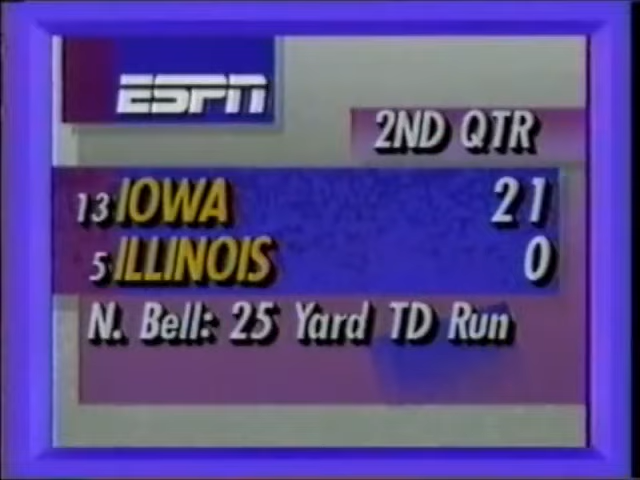 ESPN
2ND QTR
13 IOWA 21
5 ILLINOIS 0
N. Bell: 25 Yard TD Run